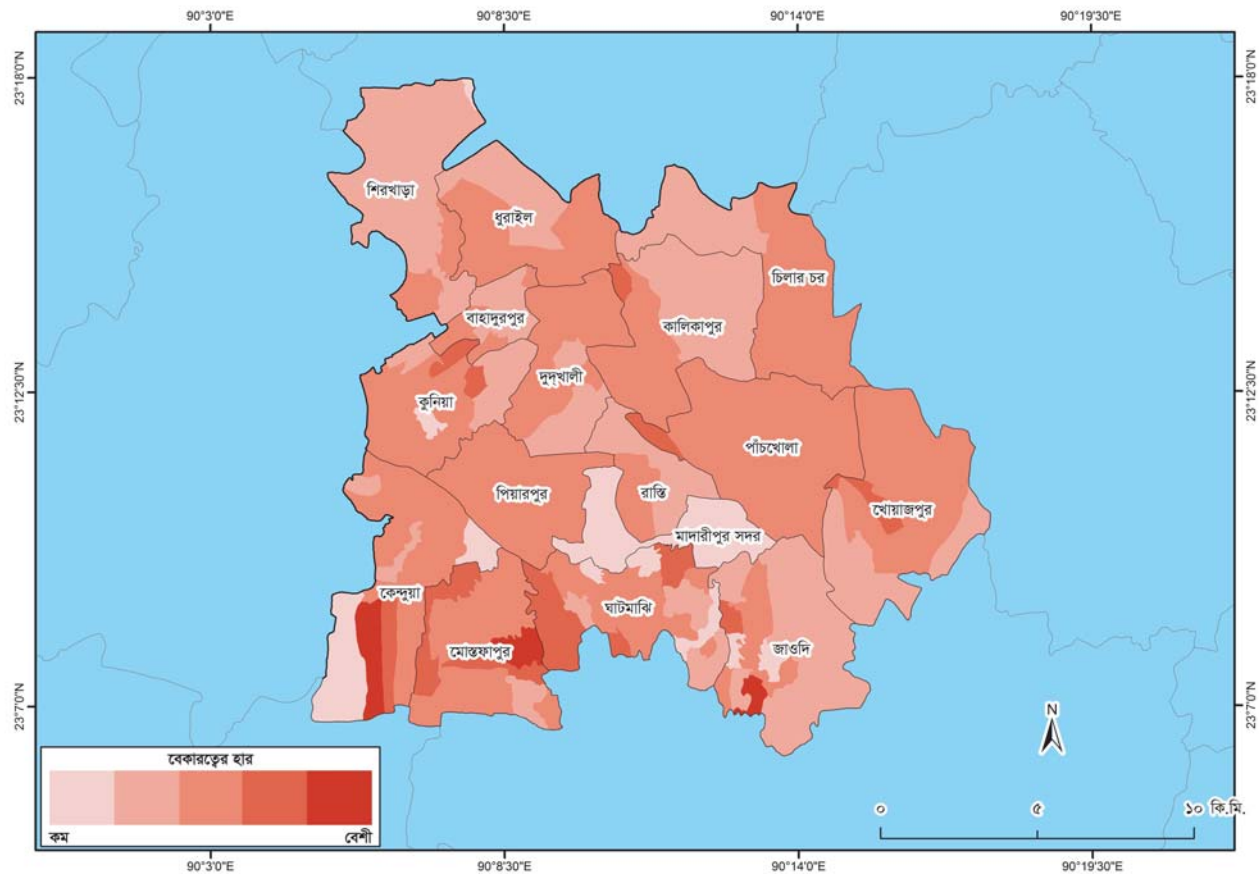 90°3'0"E 90°8'30"E 90°14'0"E 90°19'30"E
23°18'0"N 23°18'0"N
শিরখাড়া
ধুরাইল
চিলার চর
বাহাদুরপুর
কালিকাপুর
দুদখালী
23°12'30"N 23°12'30"N
কুনিয়া
পাঁচখোলা
পিয়ারপুর
রাস্তি
খোয়াজপুর
মাদারীপুর সদর
কেন্দুয়া
ঘাটমাঝি
মোস্তফাপুর
জাওদি
23°7'0"N 23°7'0"N
N
বেকারত্বের হার
কম বেশী
০ ৫ ১০ কি.মি.
90°3'0"E 90°8'30"E 90°14'0"E 90°19'30"E